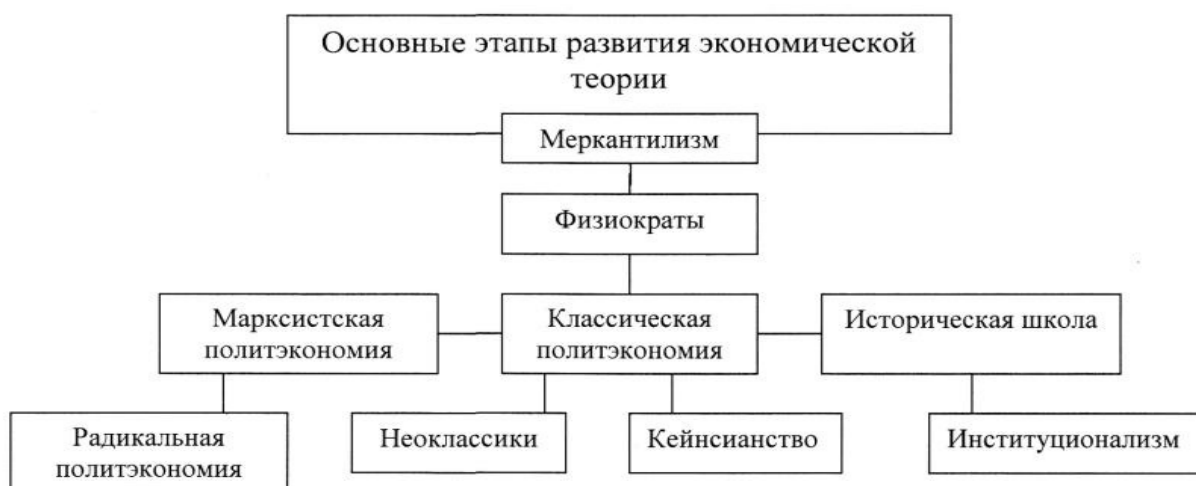 Основные этапы развития экономической
теории
Меркантилизм
Физиократы
Марксистская
политэкономия
Классическая
политэкономия
Историческая школа
Радикальная
политэкономия
Неоклассики
Кейнсианство
Институционализм